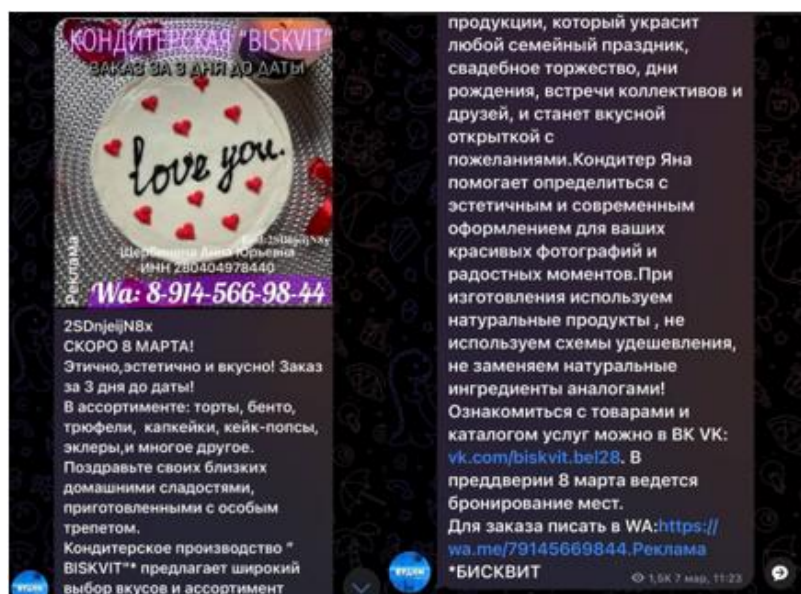 КОНДИТЕРСКАЯ "BISKVIT"
ЗАКАЗ ЗА 3 ДНЯ ДО ДАТЫ
love you.
Щербинина Анна Юрьевна
ИНН 280404978440
Реклама
Wa: 8-914-566-98-44
2SDnjeijN8x
СКОРО 8 МАРТА!
Этично,эстетично и вкусно! Заказ
за 3 дня до даты!
В ассортименте: торты, бенто,
трюфели, капкейки, кейк-попсы,
эклеры,и многое другое.
Поздравьте своих близких
домашними сладостями,
приготовленными с особым
трепетом.
Кондитерское производство "
BISKVIT"* предлагает широкий
выбор вкусов и ассортимент
продукции, который украсит
любой семейный праздник,
свадебное торжество, дни
рождения, встречи коллективов и
друзей, и станет вкусной
открыткой с
пожеланиями.Кондитер Яна
помогает определиться с
эстетичным и современным
оформлением для ваших
красивых фотографий и
радостных моментов.При
изготовления используем
натуральные продукты , не
используем схемы удешевления,
не заменяем натуральные
ингредиенты аналогами!
Ознакомиться с товарами и
каталогом услуг можно в ВК VK:
vk.com/biskvit.bel28. В
преддверии 8 марта ведется
бронирование мест.
Для заказа писать в WA:https://
wa.me/79145669844.Реклама
*БИСКВИТ
1,5K 7 мар, 11:23